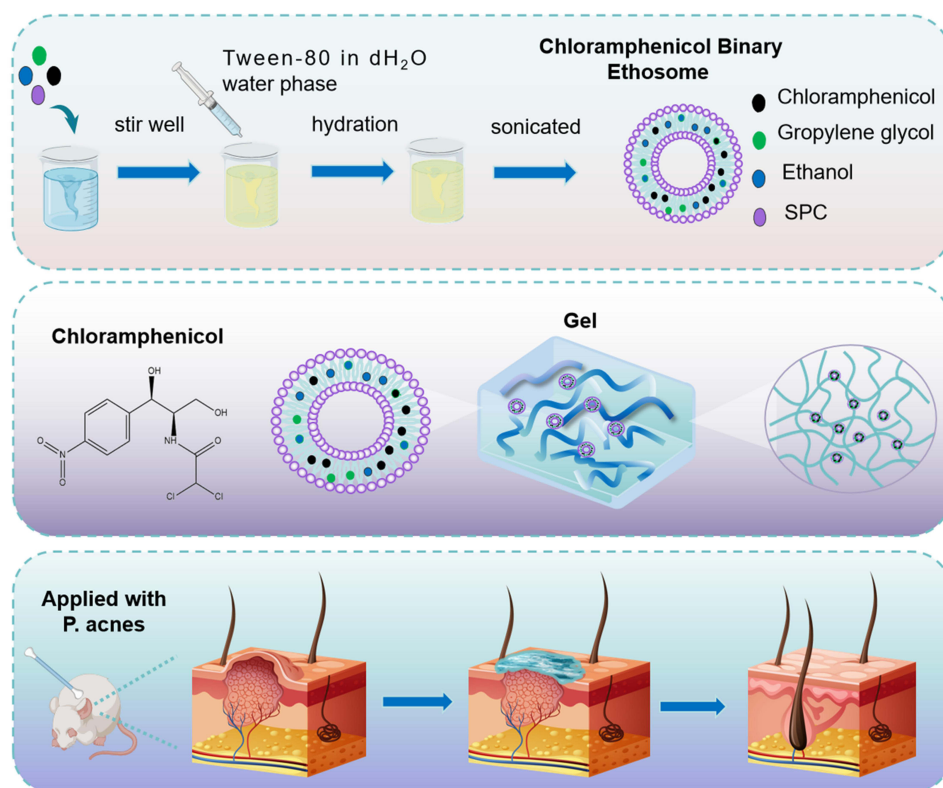 Tween-80 in dH₂O
water phase
stir well
hydration
sonicated
Chloramphenicol Binary
Ethosome
Chloramphenicol
Gropylene glycol
Ethanol
SPC
Chloramphenicol
OH
OH
NH
O
N
O
O
Cl
Cl
Gel
Applied with
P. acnes